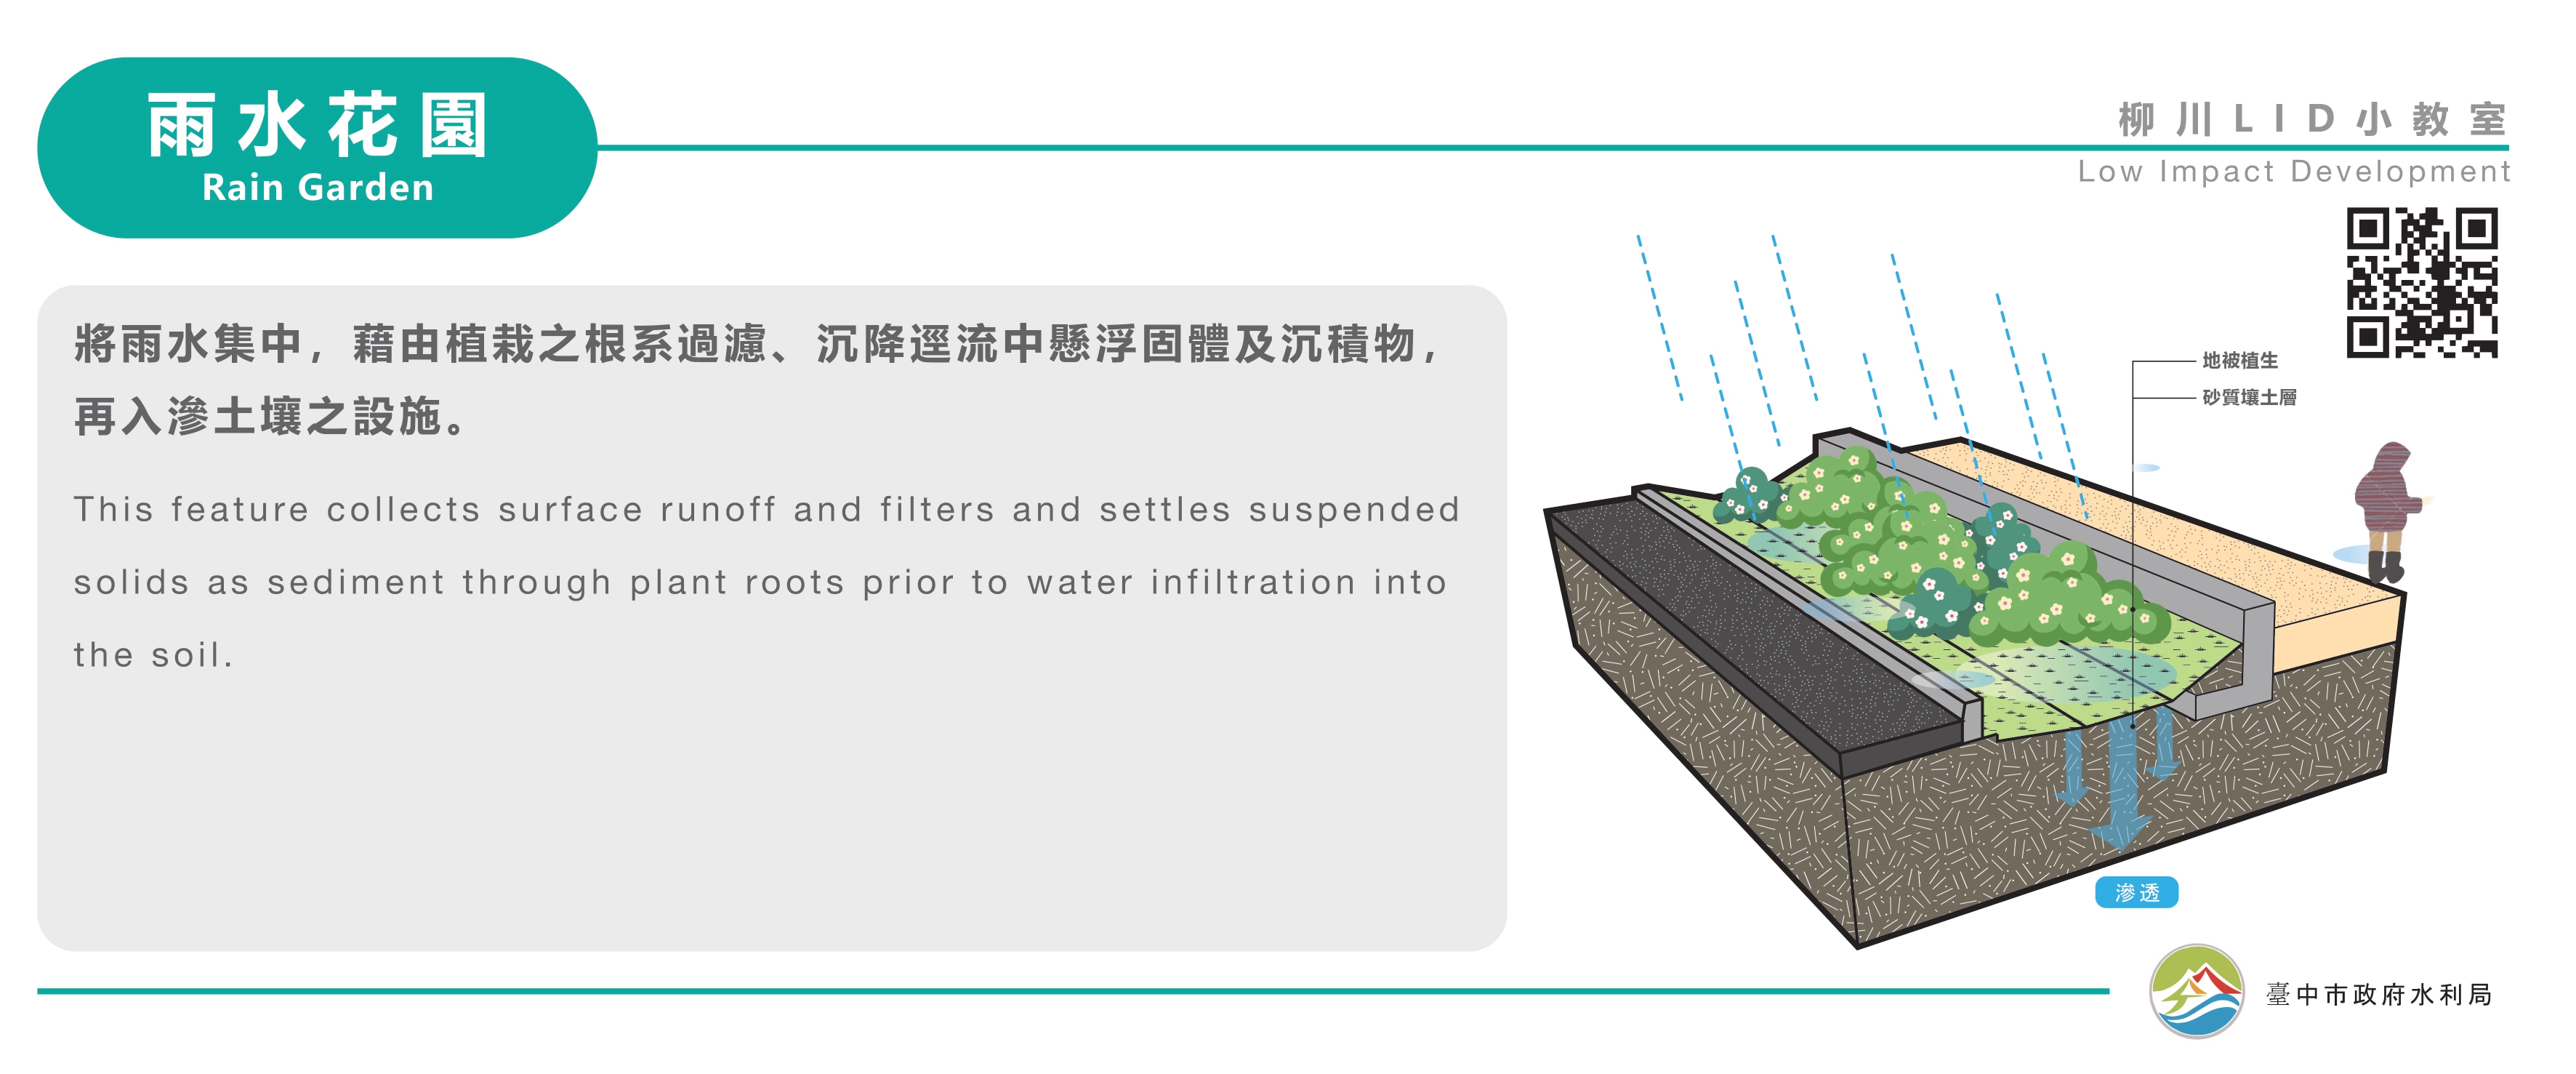 雨水花園
Rain Garden
柳川LID小教室
Low Impact Development
將雨水集中，藉由植栽之根系過濾、沉降逕流中懸浮固體及沉積物，
再入滲土壤之設施。
This feature collects surface runoff and filters and settles suspended
solids as sediment through plant roots prior to water infiltration into
the soil.
地被植生
砂質壤土層
滲透
臺中市政府水利局